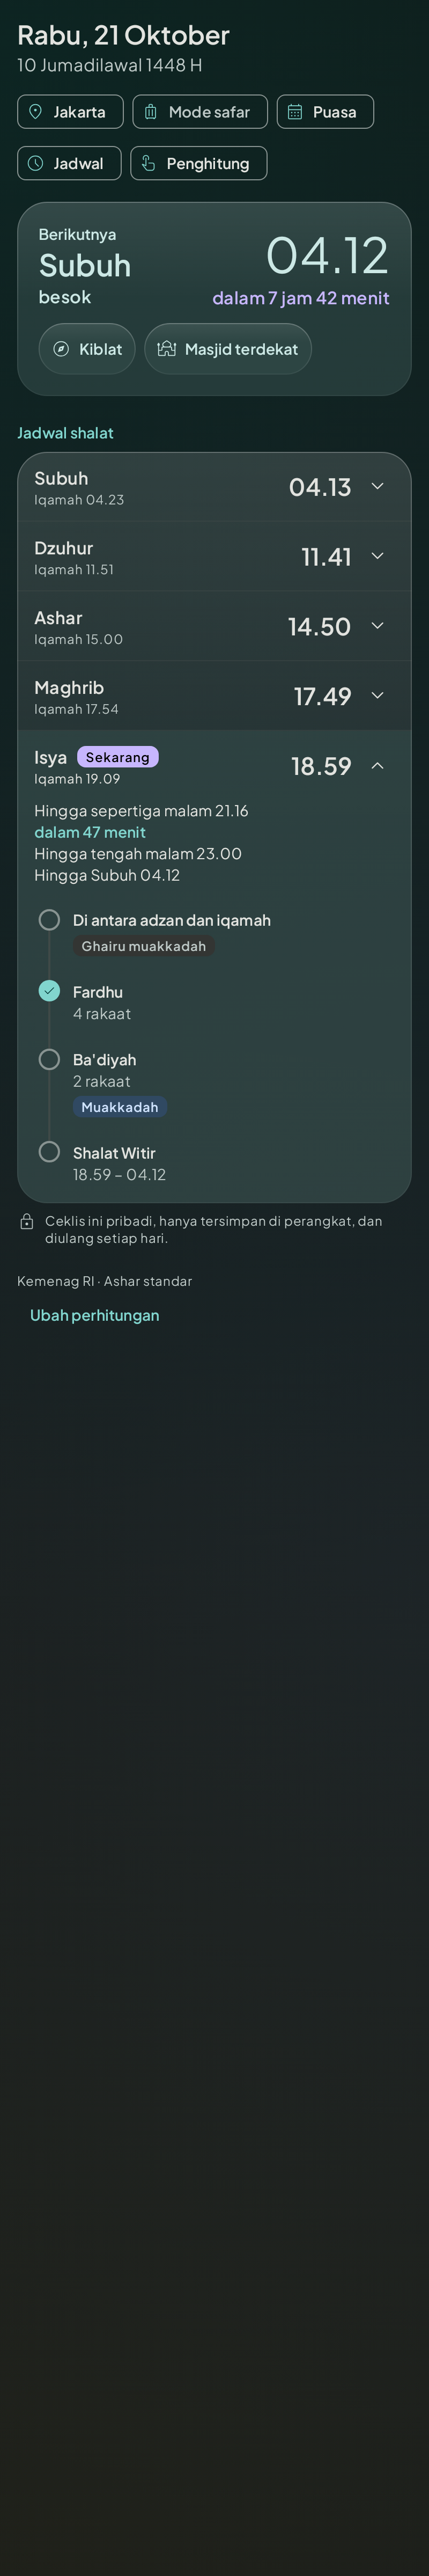 Rabu, 21 Oktober
10 Jumadilawal 1448 H
Jakarta
Mode safar
Puasa
Jadwal
Penghitung
Berikutnya
Subuh
besok
04.12
dalam 7 jam 42 menit
Kiblat
Masjid terdekat
Jadwal shalat
Subuh
Iqamah 04.23
04.13
Dzuhur
Iqamah 11.51
11.41
Ashar
Iqamah 15.00
14.50
Maghrib
Iqamah 17.54
17.49
Isya
Sekarang
Iqamah 19.09
18.59
Hingga sepertiga malam 21.16
dalam 47 menit
Hingga tengah malam 23.00
Hingga Subuh 04.12
Di antara adzan dan iqamah
Ghairu muakkadah
Fardhu
4 rakaat
Ba'diyah
2 rakaat
Muakkadah
Shalat Witir
18.59 – 04.12
Ceklis ini pribadi, hanya tersimpan di perangkat, dan
diulang setiap hari.
Kemenag RI · Ashar standar
Ubah perhitungan